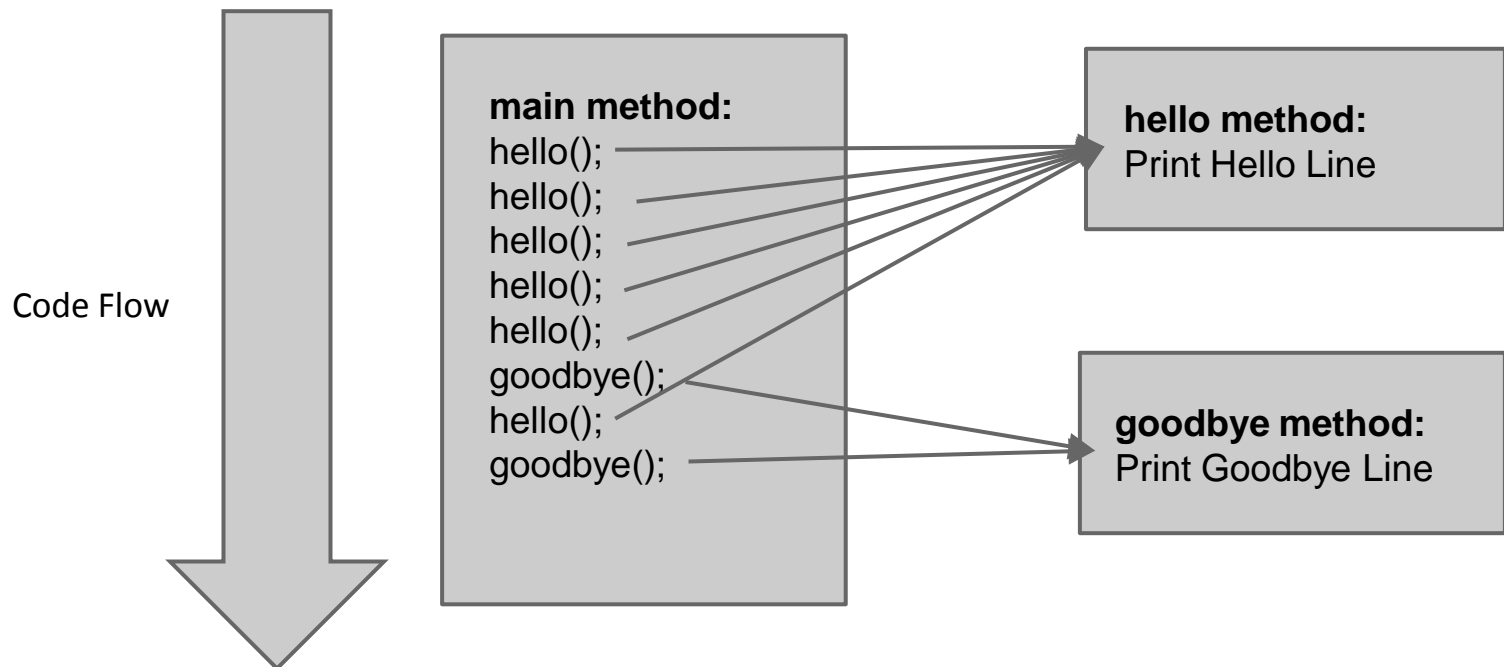 Code Flow
main method:
hello();
hello();
hello();
hello();
hello();
goodbye();
hello();
goodbye();
hello method:
Print Hello Line
goodbye method:
Print Goodbye Line